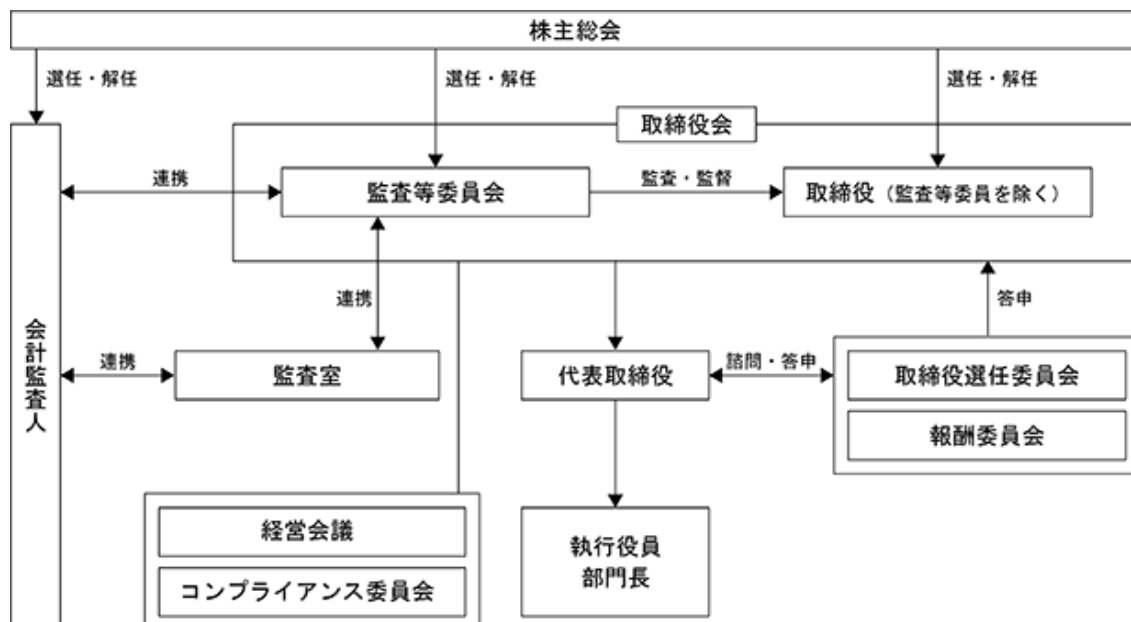 株主総会
選任・解任
選任・解任
選任・解任
取締役会
連携
監査等委員会
監査・監督
取締役（監査等委員を除く）
連携
答申
会計監査人
連携
監査室
代表取締役
諮問・答申
取締役選任委員会
報酬委員会
経営会議
コンプライアンス委員会
執行役員
部門長